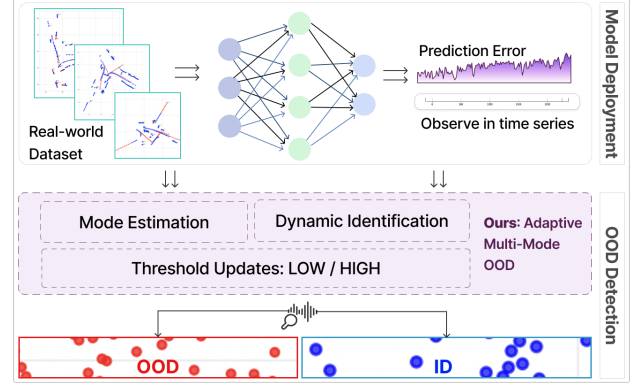 Real-world
Dataset
Prediction Error
Observe in time series
Model Deployment
Mode Estimation
Dynamic Identification
Threshold Updates: LOW / HIGH
Ours: Adaptive
Multi-Mode
OOD
OOD Detection
OOD
ID